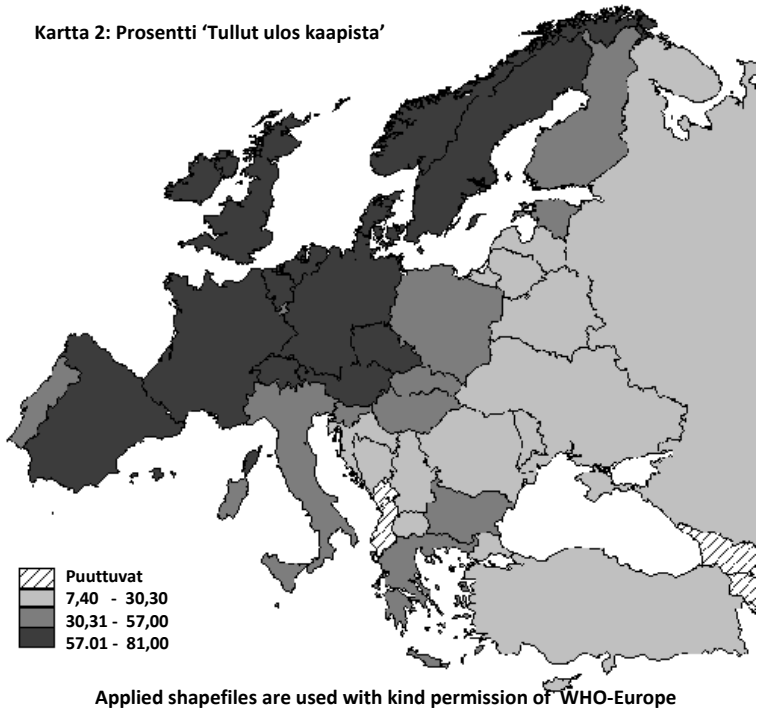 Kartta 2: Prosentti ‘Tullut ulos kaapista’
Puuttuvat
7,40 - 30,30
30,31 - 57,00
57.01 - 81,00
Applied shapefiles are used with kind permission of WHO-Europe